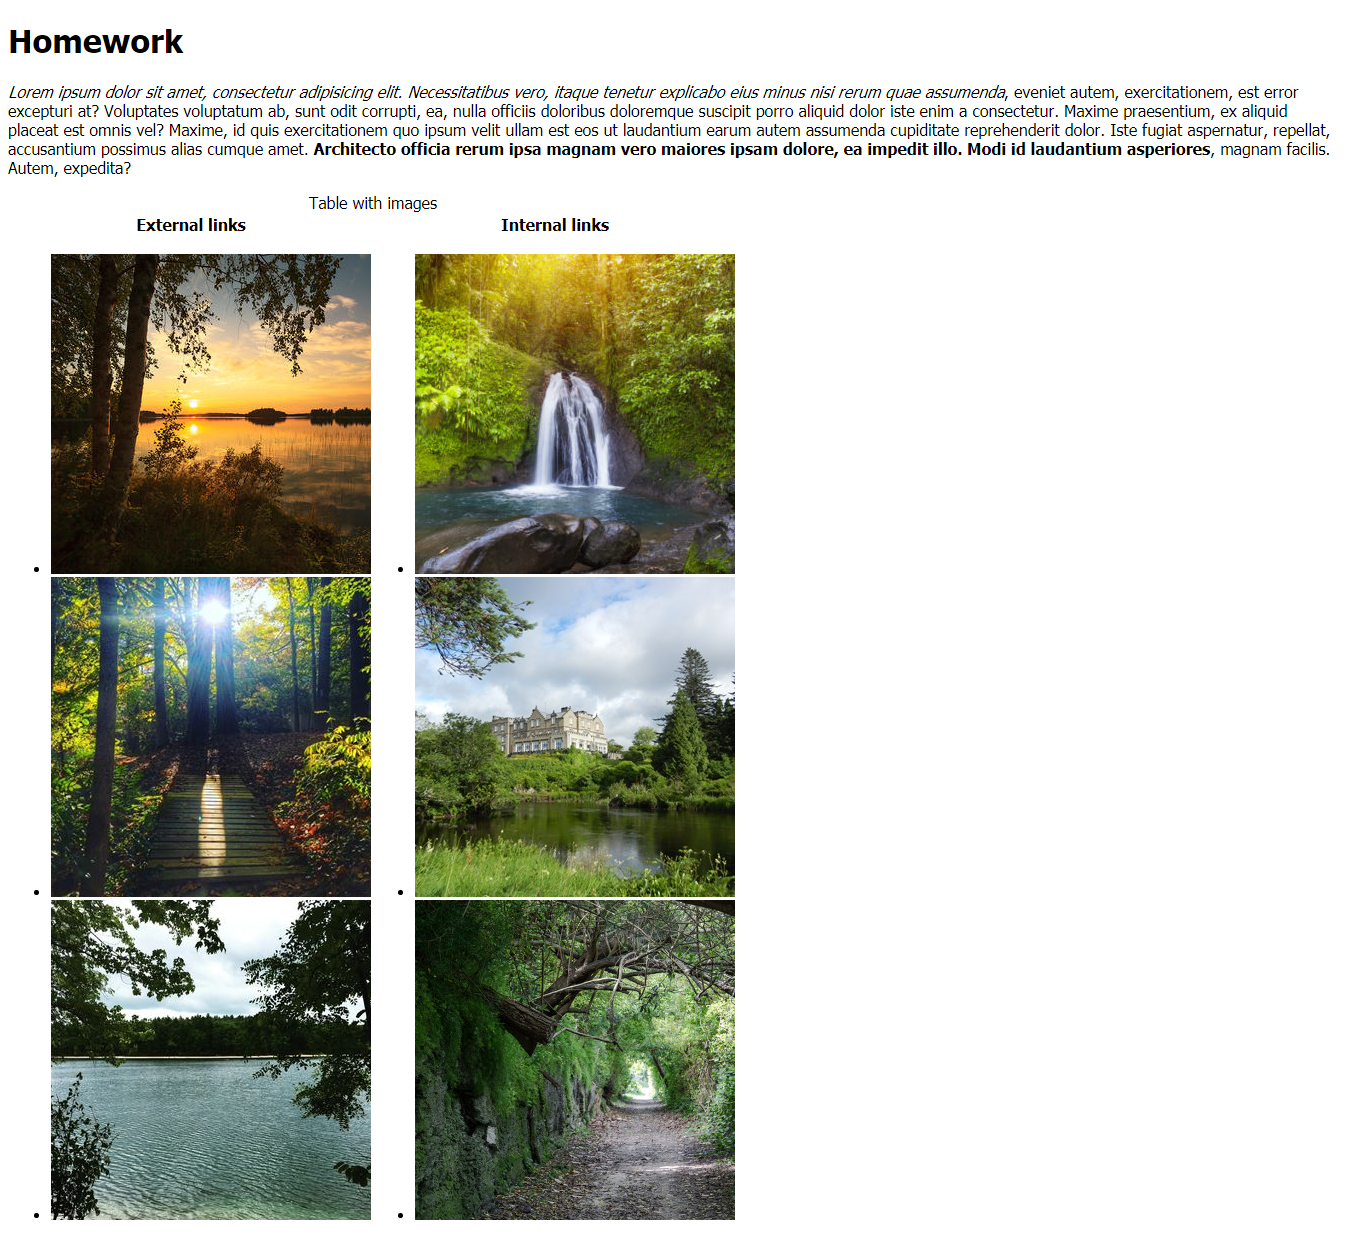 Homework
Lorem ipsum dolor sit amet, consectetur adipisicing elit. Necessitatibus vero, itaque tenetur explicabo eius minus nisi rerum quae assumenda, eveniet autem, exercitationem, est error
excepturi at? Voluptates voluptatum ab, sunt odit corrupti, ea, nulla officiis doloribus doloremque suscipit porro aliquid dolor iste enim a consectetur. Maxime praesentium, ex aliquid
placeat est omnis vel? Maxime, id quis exercitationem quo ipsum velit ullam est eos ut laudantium earum autem assumenda cupiditate reprehenderit dolor. Iste fugiat aspernatur, repellat,
accusantium possimus alias cumque amet. Architecto officia rerum ipsa magnam vero maiores ipsam dolore, ea impedit illo. Modi id laudantium asperiores, magnam facilis.
Autem, expedita?
Table with images
External links Internal links